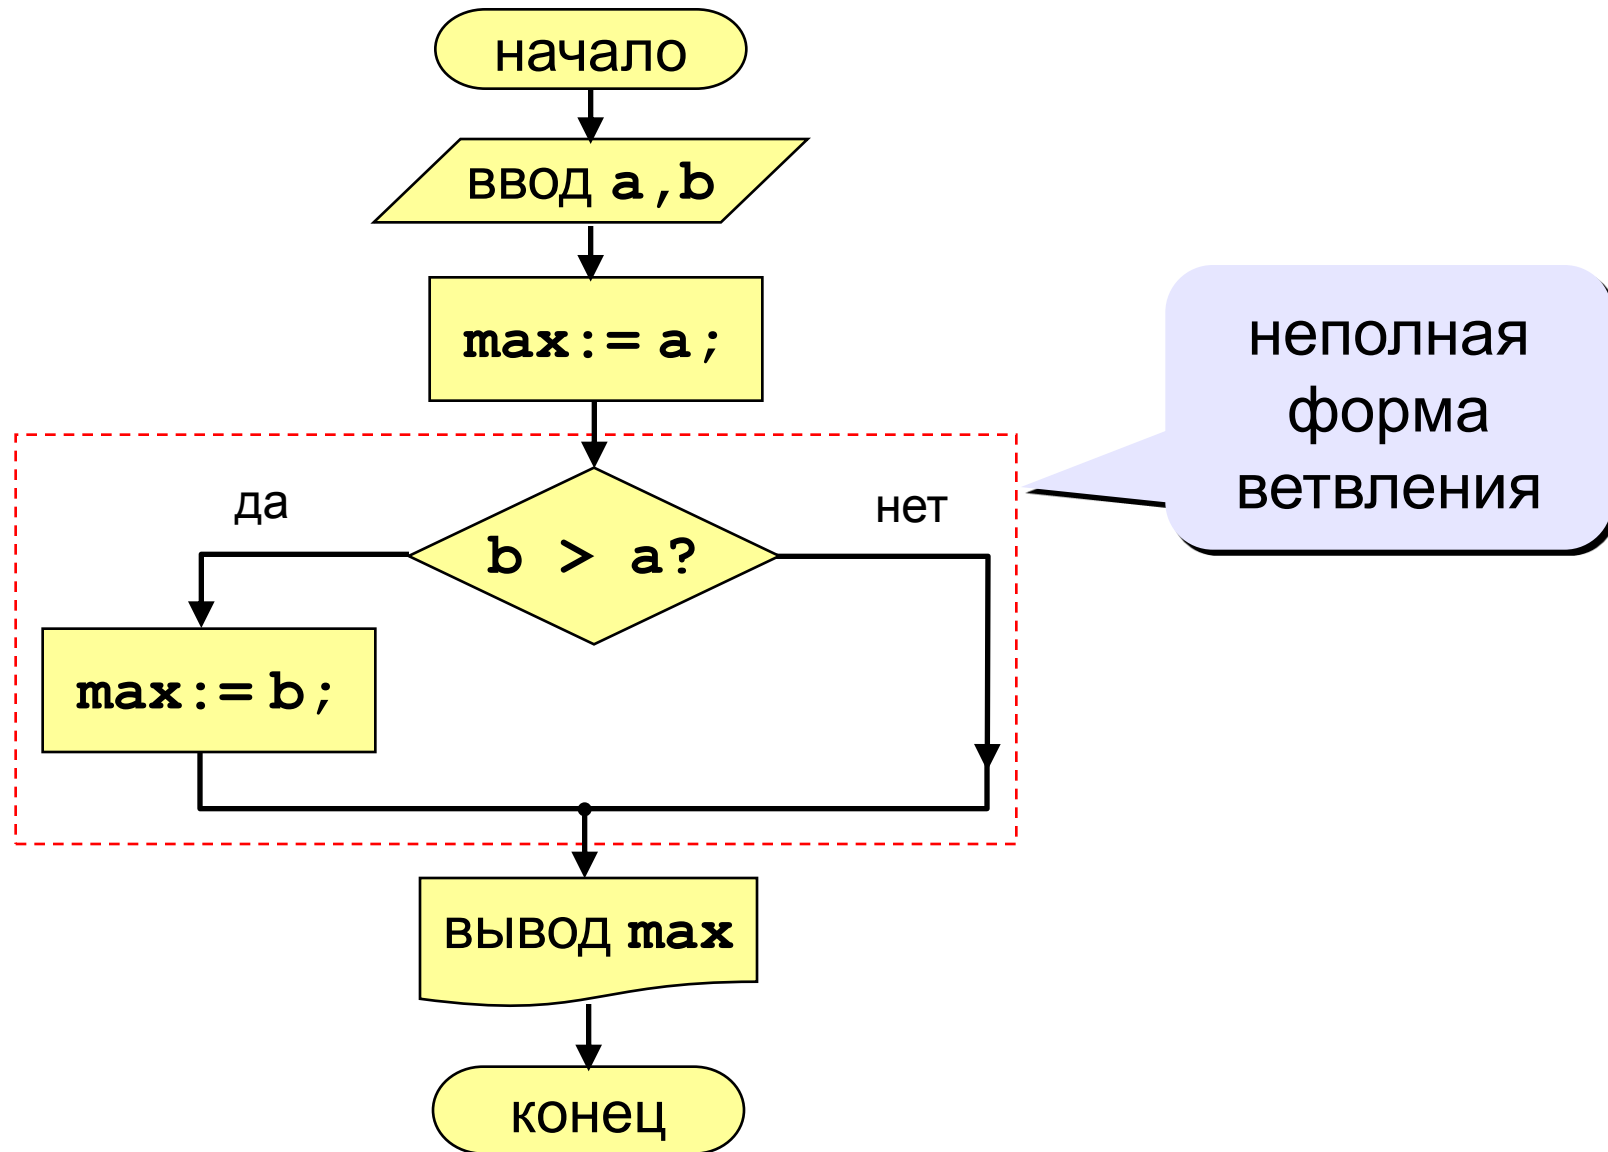 начало
ввод a,b
max:= a;
неполная
форма
ветвления
да
нет
b > a?
max:= b;
вывод max
конец